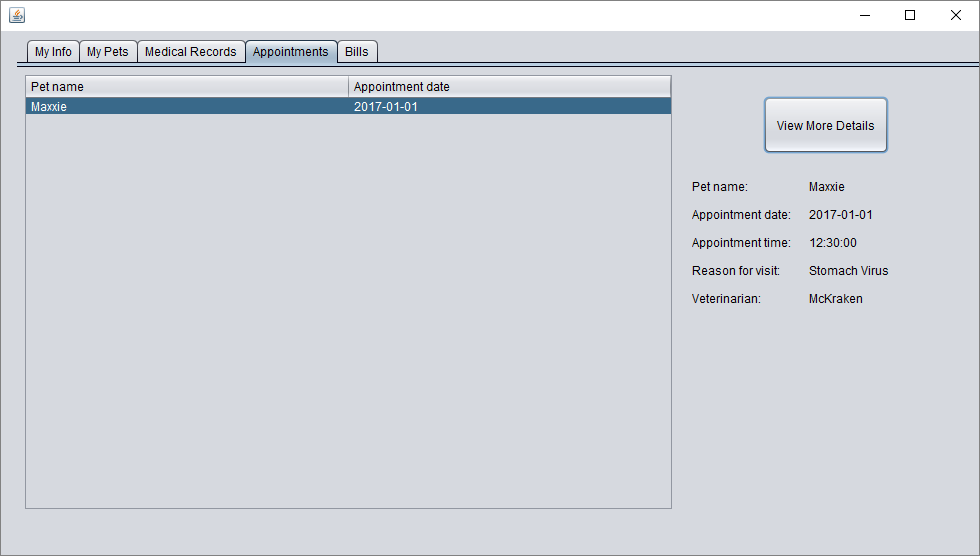 My Info My Pets Medical Records Appointments Bills
Pet name Appointment date
Maxxie 2017-01-01
View More Details
Pet name: Maxxie
Appointment date: 2017-01-01
Appointment time: 12:30:00
Reason for visit: Stomach Virus
Veterinarian: McKraken